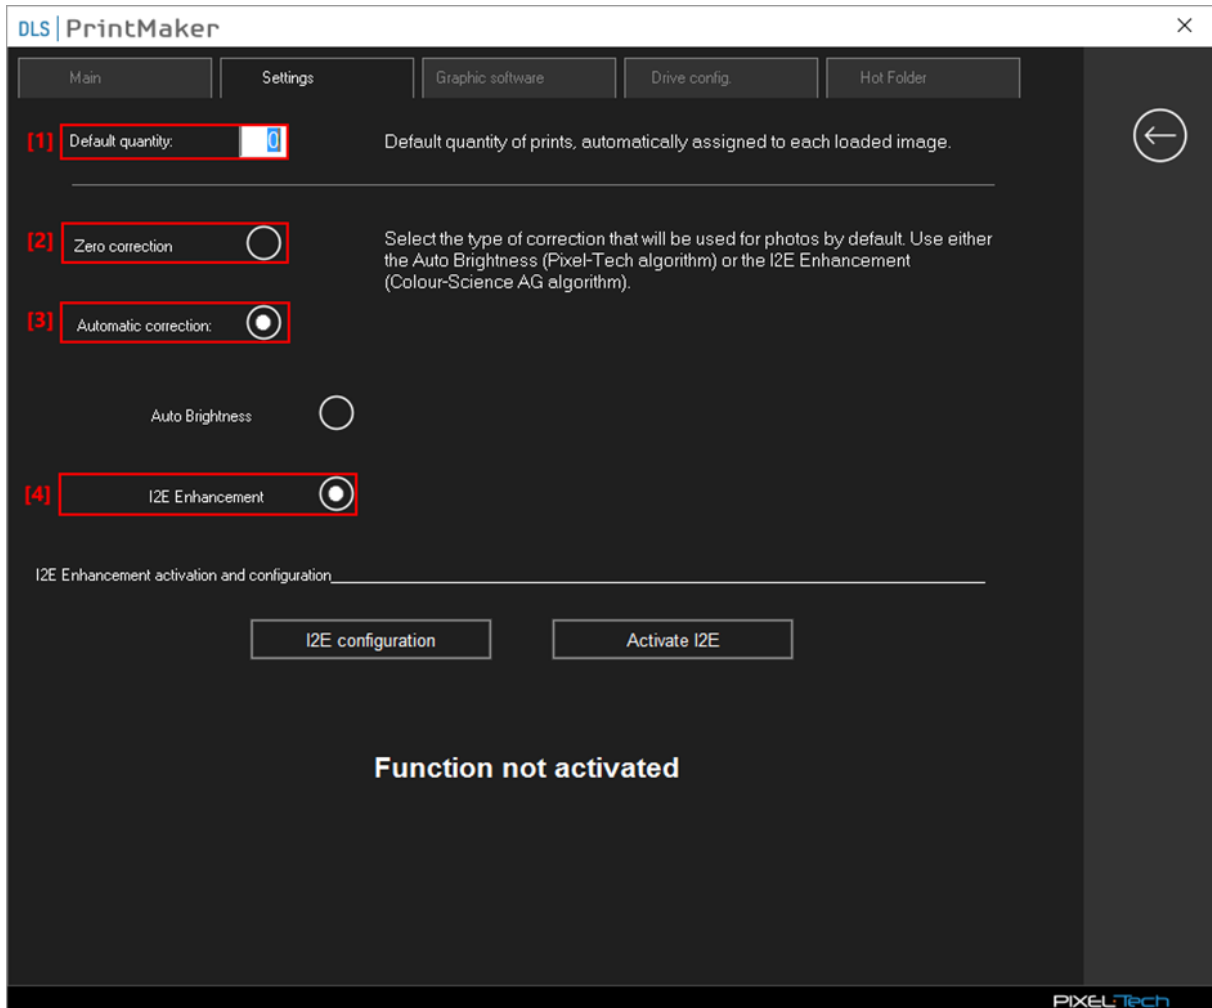 DLS | PrintMaker
Main Settings Graphic software Drive config. Hot Folder
[1] Default quantity: 0 Default quantity of prints, automatically assigned to each loaded image.
[2] Zero correction
Select the type of correction that will be used for photos by default. Use either
the Auto Brightness (Pixel-Tech algorithm) or the I2E Enhancement
(Colour-Science AG algorithm).
[3] Automatic correction:
Auto Brightness
[4] I2E Enhancement
I2E Enhancement activation and configuration
I2E configuration Activate I2E
Function not activated
PIXEL-Tech